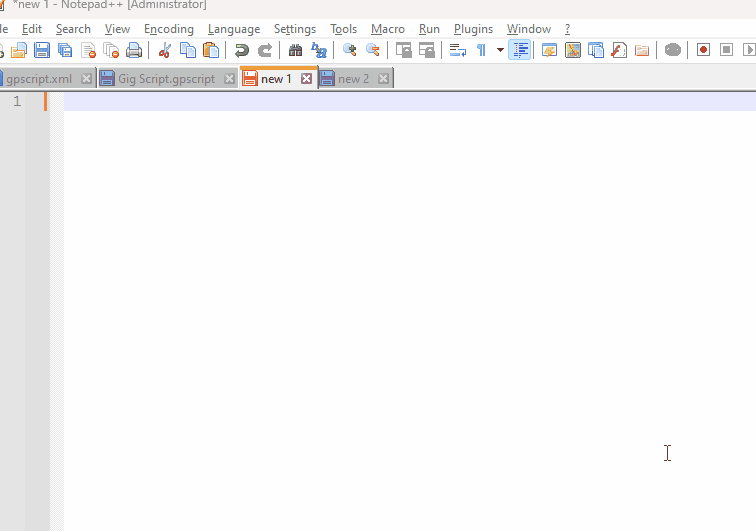 *new 1 - Notepad++ [Administrator]
le Edit Search View Encoding Language Settings Tools Macro Run Plugins Window ?
gpscript.xml Gig Script.gpscript new 1 new 2
1